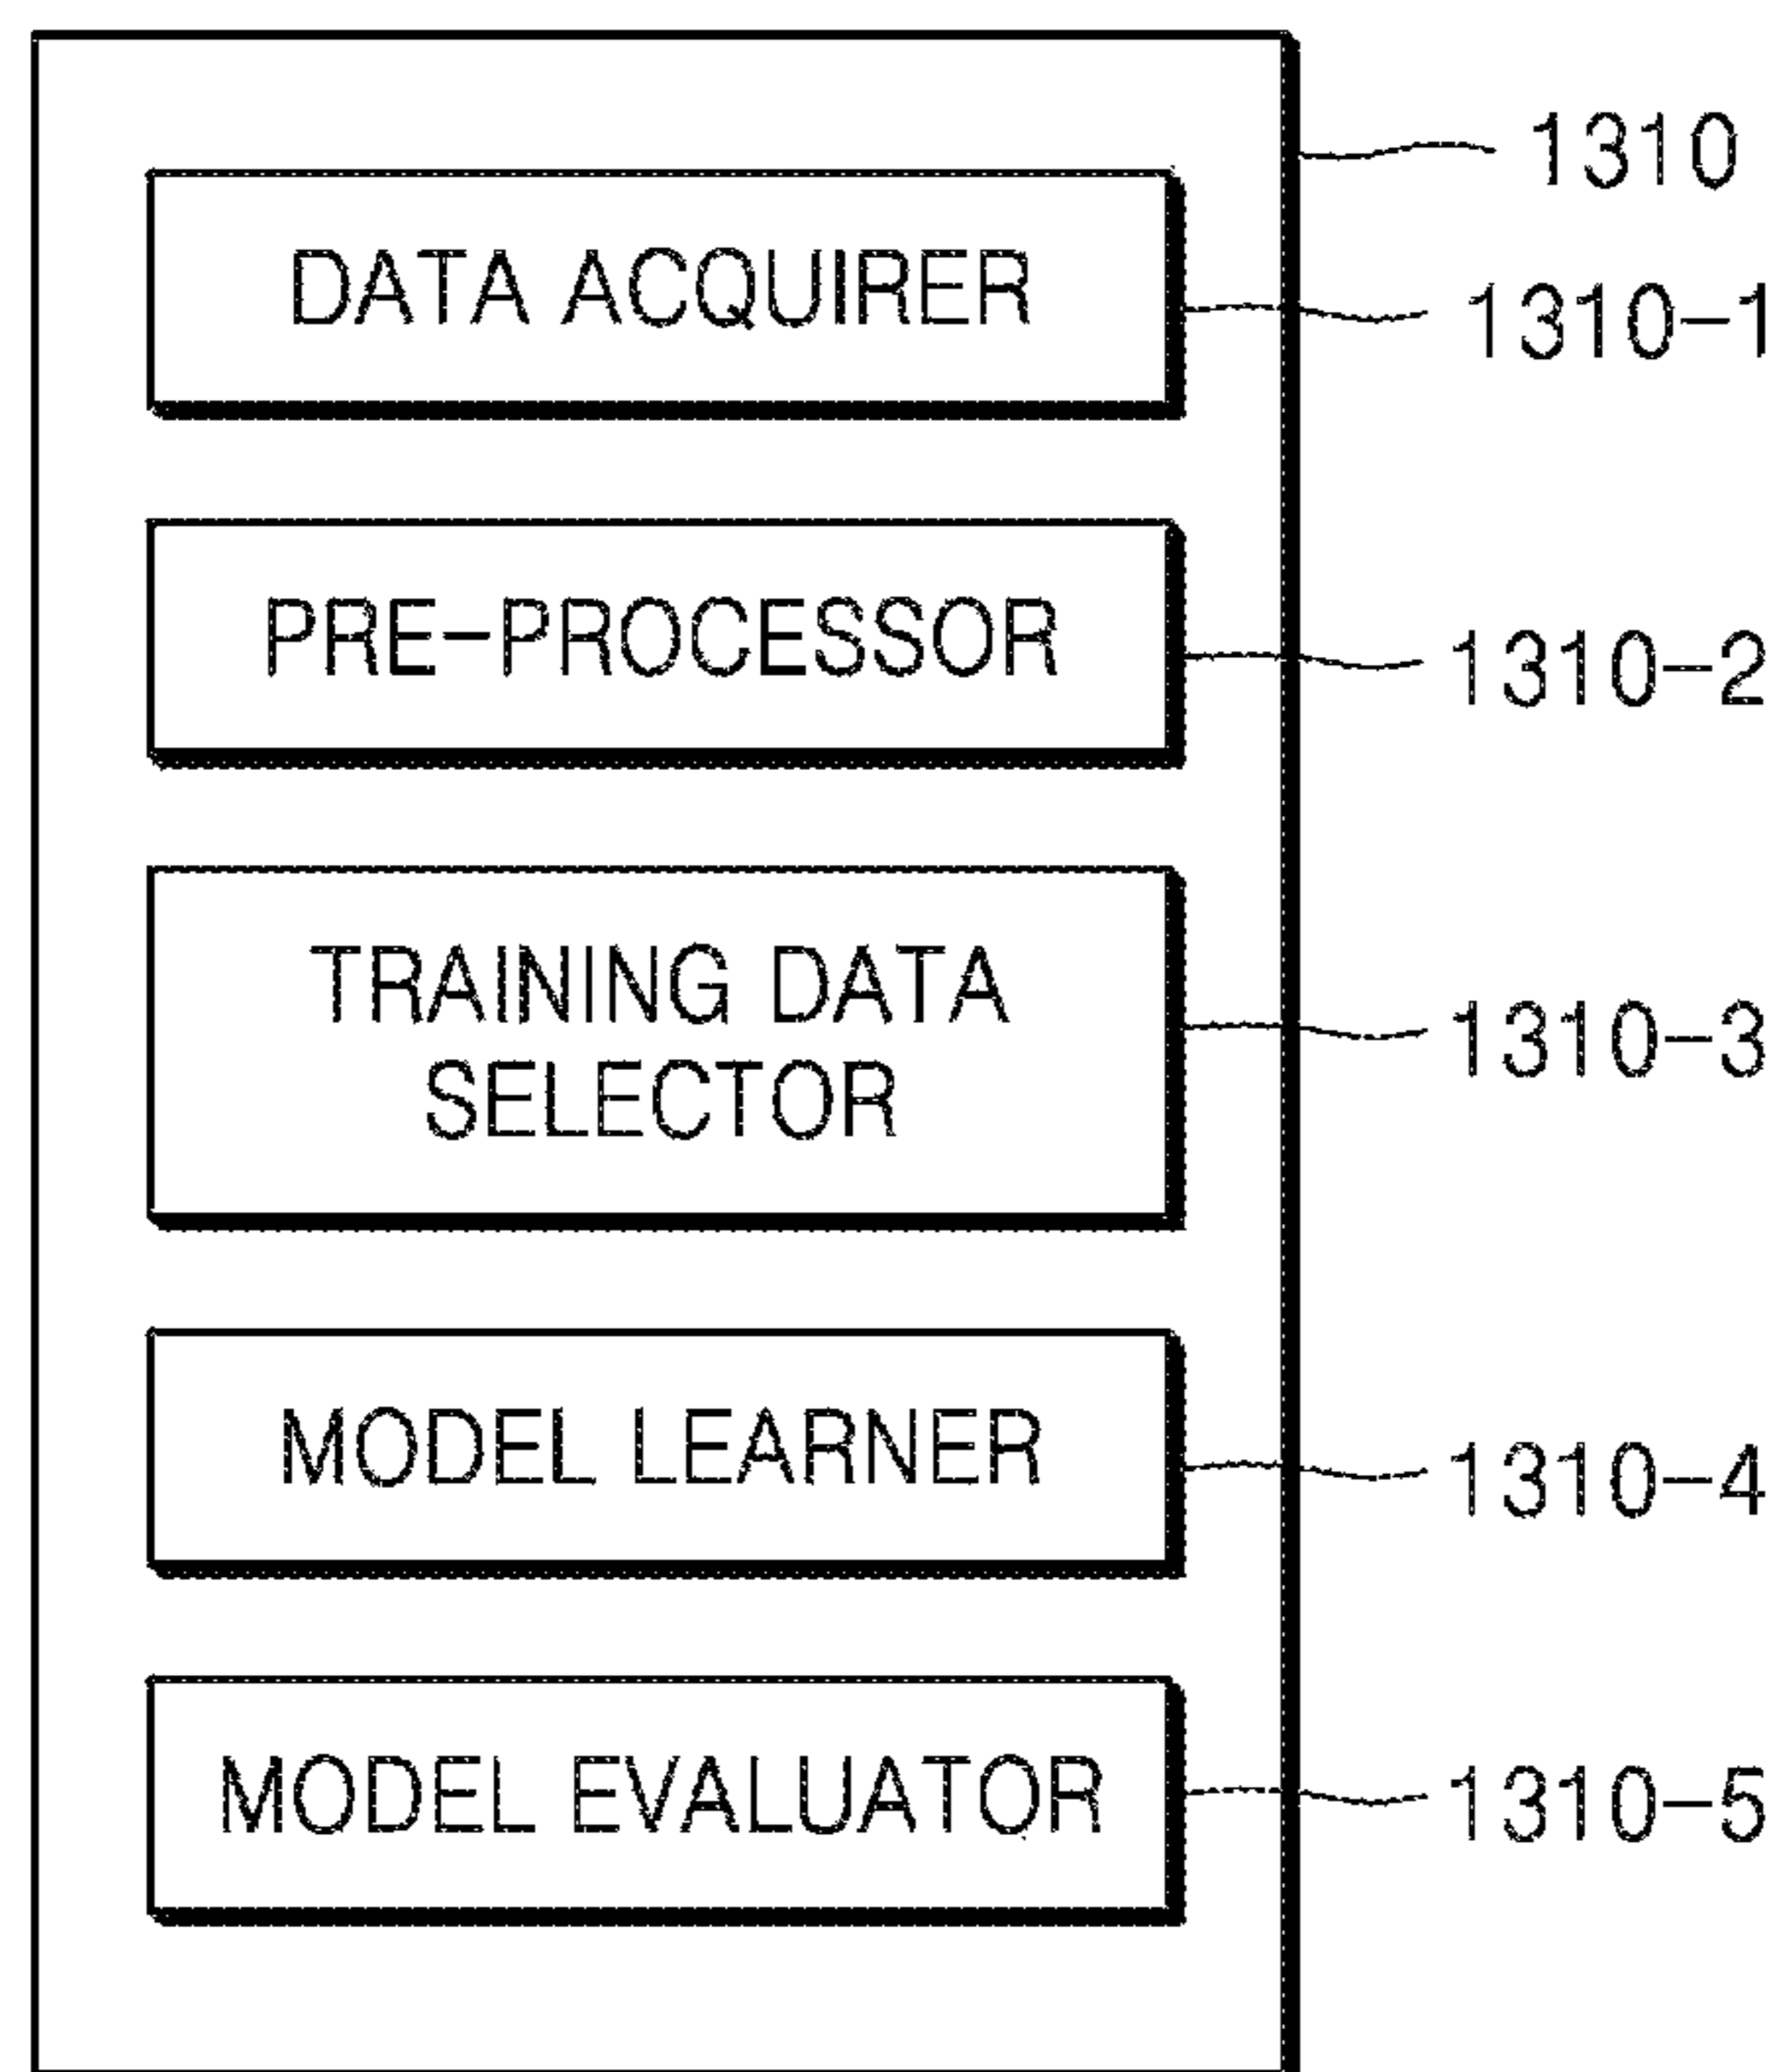 1310
DATA ACQUIRER
1310-1
PRE-PROCESSOR
1310-2
TRAINING DATA
SELECTOR
1310-3
MODEL LEARNER
1310-4
MODEL EVALUATOR
1310-5